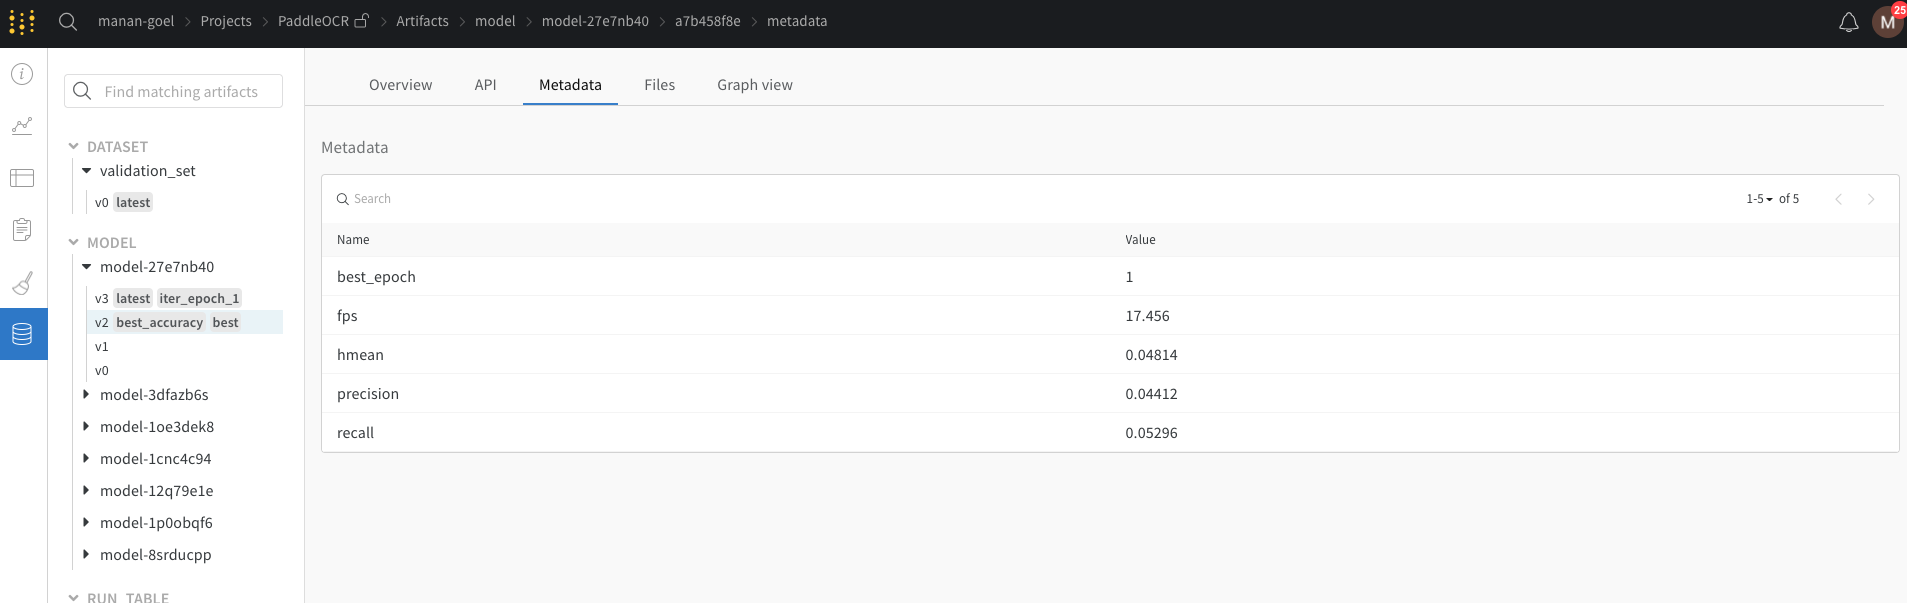 manan-goel > Projects > PaddleOCR > Artifacts > model > model-27e7nb40 > a7b458f8e > metadata
25
M
Find matching artifacts
DATASET
validation_set
v0 latest
MODEL
model-27e7nb40
v3 latest iter_epoch_1
v2 best_accuracy best
v1
v0
model-3dfazb6s
model-1oe3dek8
model-1cnc4c94
model-12q79e1e
model-1p0obqf6
model-8srducpp
RUN_TABLE
Overview API Metadata Files Graph view
Metadata
Search 1-5 of 5
Name Value
best_epoch 1
fps 17.456
hmean 0.04814
precision 0.04412
recall 0.05296